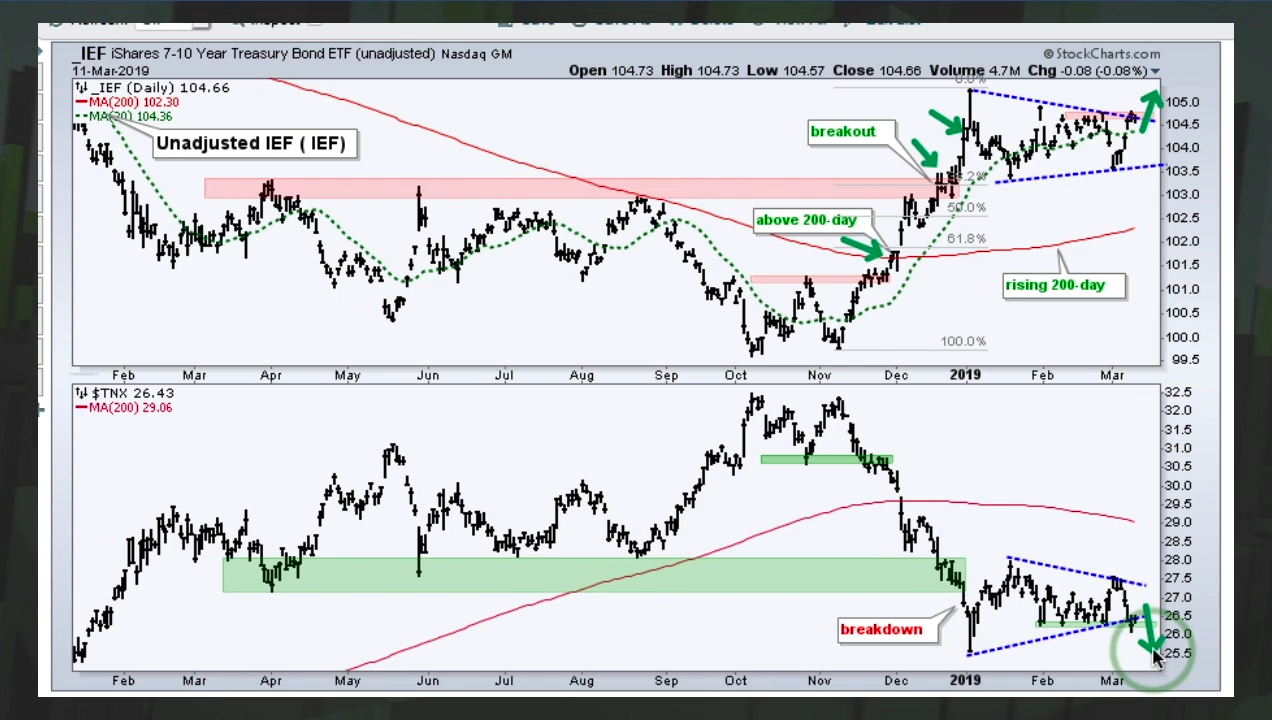 _IEF iShares 7-10 Year Treasury Bond ETF (unadjusted) Nasdaq GM
© StockCharts.com
11-Mar-2019
Open 104.73 High 104.73 Low 104.57 Close 104.66 Volume 4.7M Chg -0.08 (-0.08%)
_IEF (Daily) 104.66
MA(200) 102.30
MA(20) 104.36
Unadjusted IEF (_IEF)
breakout
above 200-day
rising 200-day
0.0%
50.0%
61.8%
100.0%
105.0
104.5
104.0
103.5
103.0
102.5
102.0
101.5
101.0
100.5
100.0
99.5
Feb Mar Apr May Jun Jul Aug Sep Oct Nov Dec 2019 Feb Mar
$TNX 26.43
MA(200) 29.06
breakdown
32.5
32.0
31.5
31.0
30.5
30.0
29.5
29.0
28.5
28.0
27.5
27.0
26.5
26.0
25.5
Feb Mar Apr May Jun Jul Aug Sep Oct Nov Dec 2019 Feb Mar